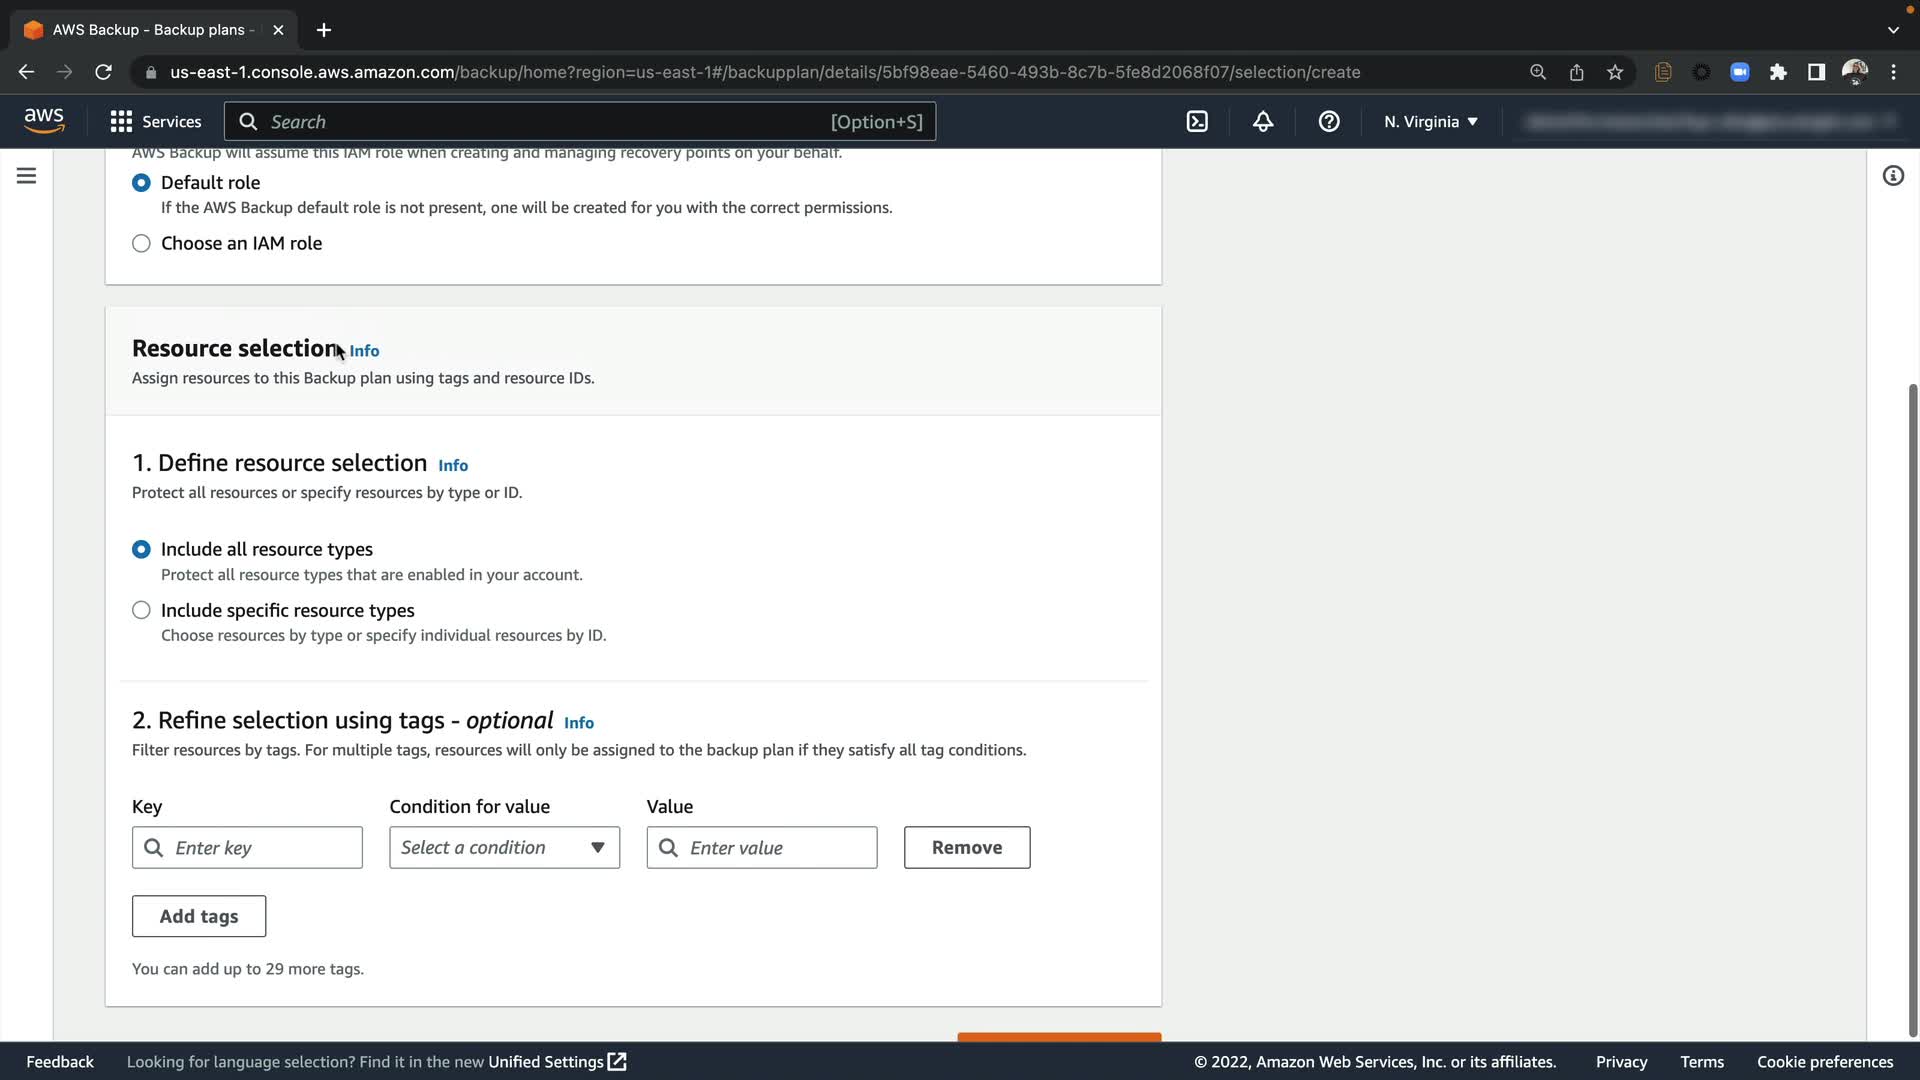 AWS Backup - Backup plans -
us-east-1.console.aws.amazon.com/backup/home?region=us-east-1#/backupplan/details/5bf98eae-5460-493b-8c7b-5fe8d2068f07/selection/create
aws
Services
Search
[Option+S]
N. Virginia
AWS Backup will assume this IAM role when creating and managing recovery points on your behalf.
Default role
If the AWS Backup default role is not present, one will be created for you with the correct permissions.
Choose an IAM role
Resource selection Info
Assign resources to this Backup plan using tags and resource IDs.
1. Define resource selection Info
Protect all resources or specify resources by type or ID.
Include all resource types
Protect all resource types that are enabled in your account.
Include specific resource types
Choose resources by type or specify individual resources by ID.
2. Refine selection using tags - optional Info
Filter resources by tags. For multiple tags, resources will only be assigned to the backup plan if they satisfy all tag conditions.
Key Condition for value Value
Enter key Select a condition Enter value Remove
Add tags
You can add up to 29 more tags.
Feedback Looking for language selection? Find it in the new Unified Settings © 2022, Amazon Web Services, Inc. or its affiliates. Privacy Terms Cookie preferences